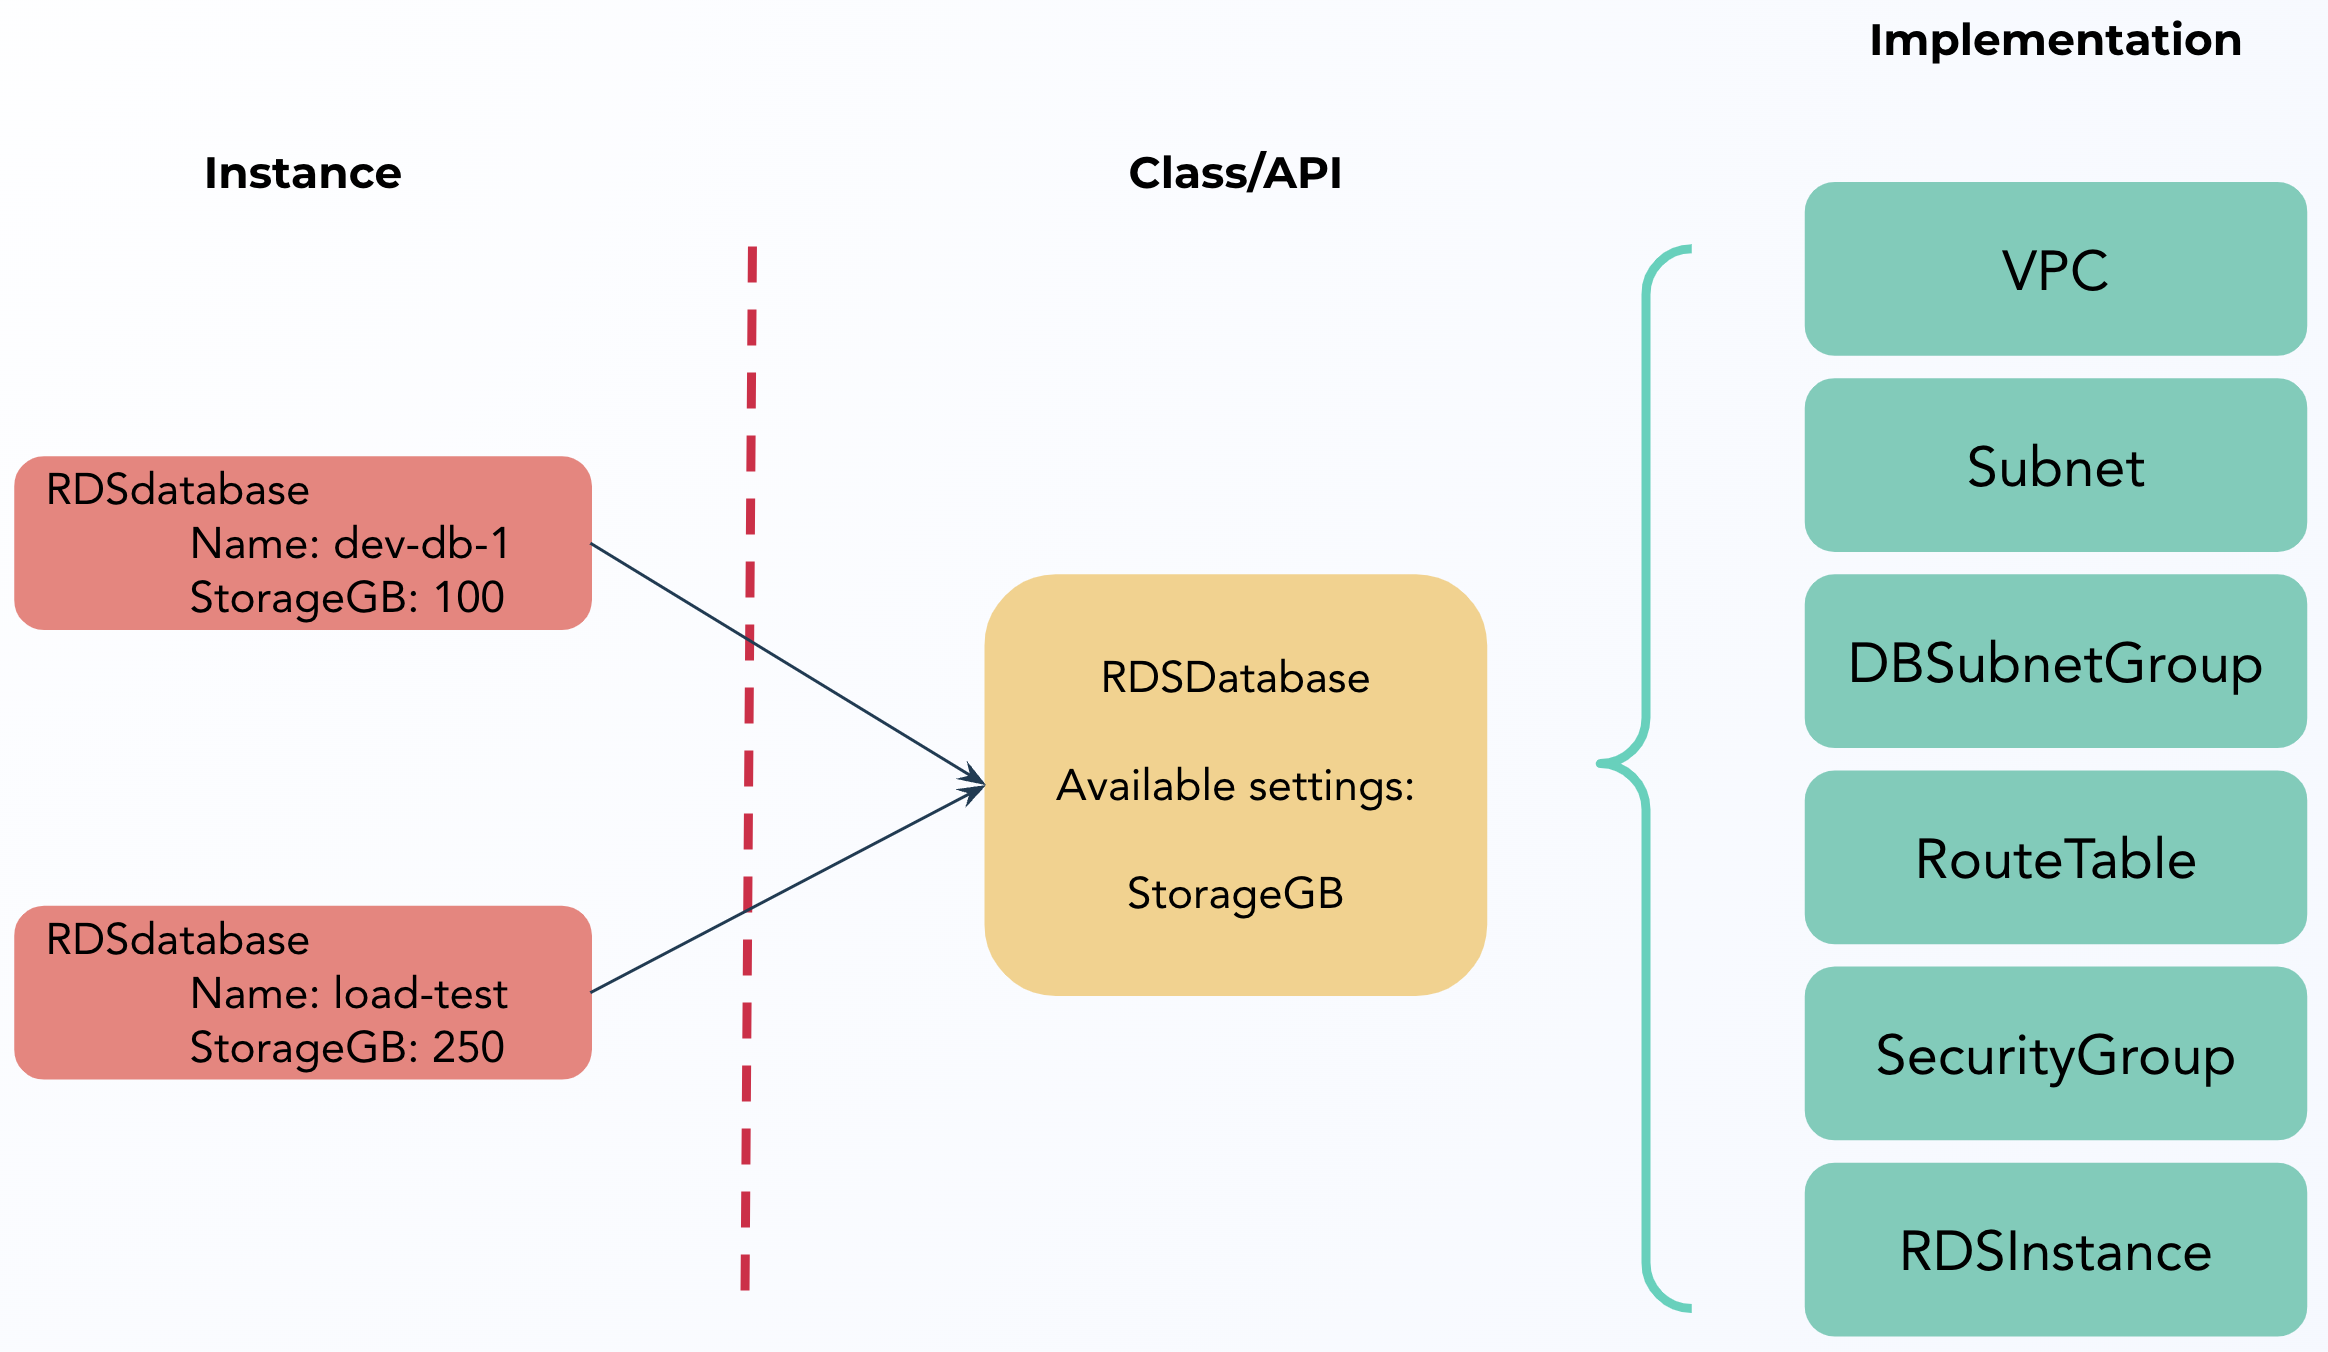 Implementation
Instance
Class/API
RDSdatabase
Name: dev-db-1
StorageGB: 100
RDSdatabase
Name: load-test
StorageGB: 250
RDSDatabase
Available settings:
StorageGB
VPC
Subnet
DBSubnetGroup
RouteTable
SecurityGroup
RDSInstance